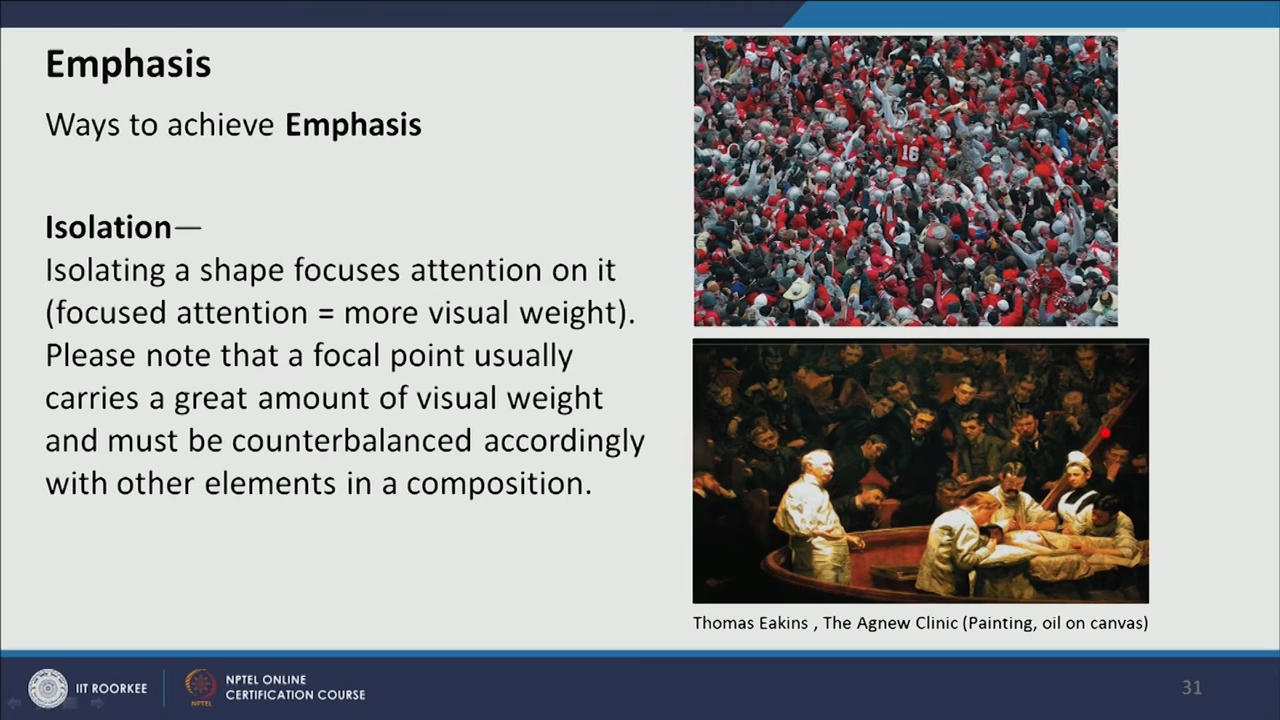 Emphasis
Ways to achieve Emphasis
Isolation—
Isolating a shape focuses attention on it
(focused attention = more visual weight).
Please note that a focal point usually
carries a great amount of visual weight
and must be counterbalanced accordingly
with other elements in a composition.
16
Thomas Eakins , The Agnew Clinic (Painting, oil on canvas)
IIT ROORKEE
NPTEL
NPTEL ONLINE
CERTIFICATION COURSE
31